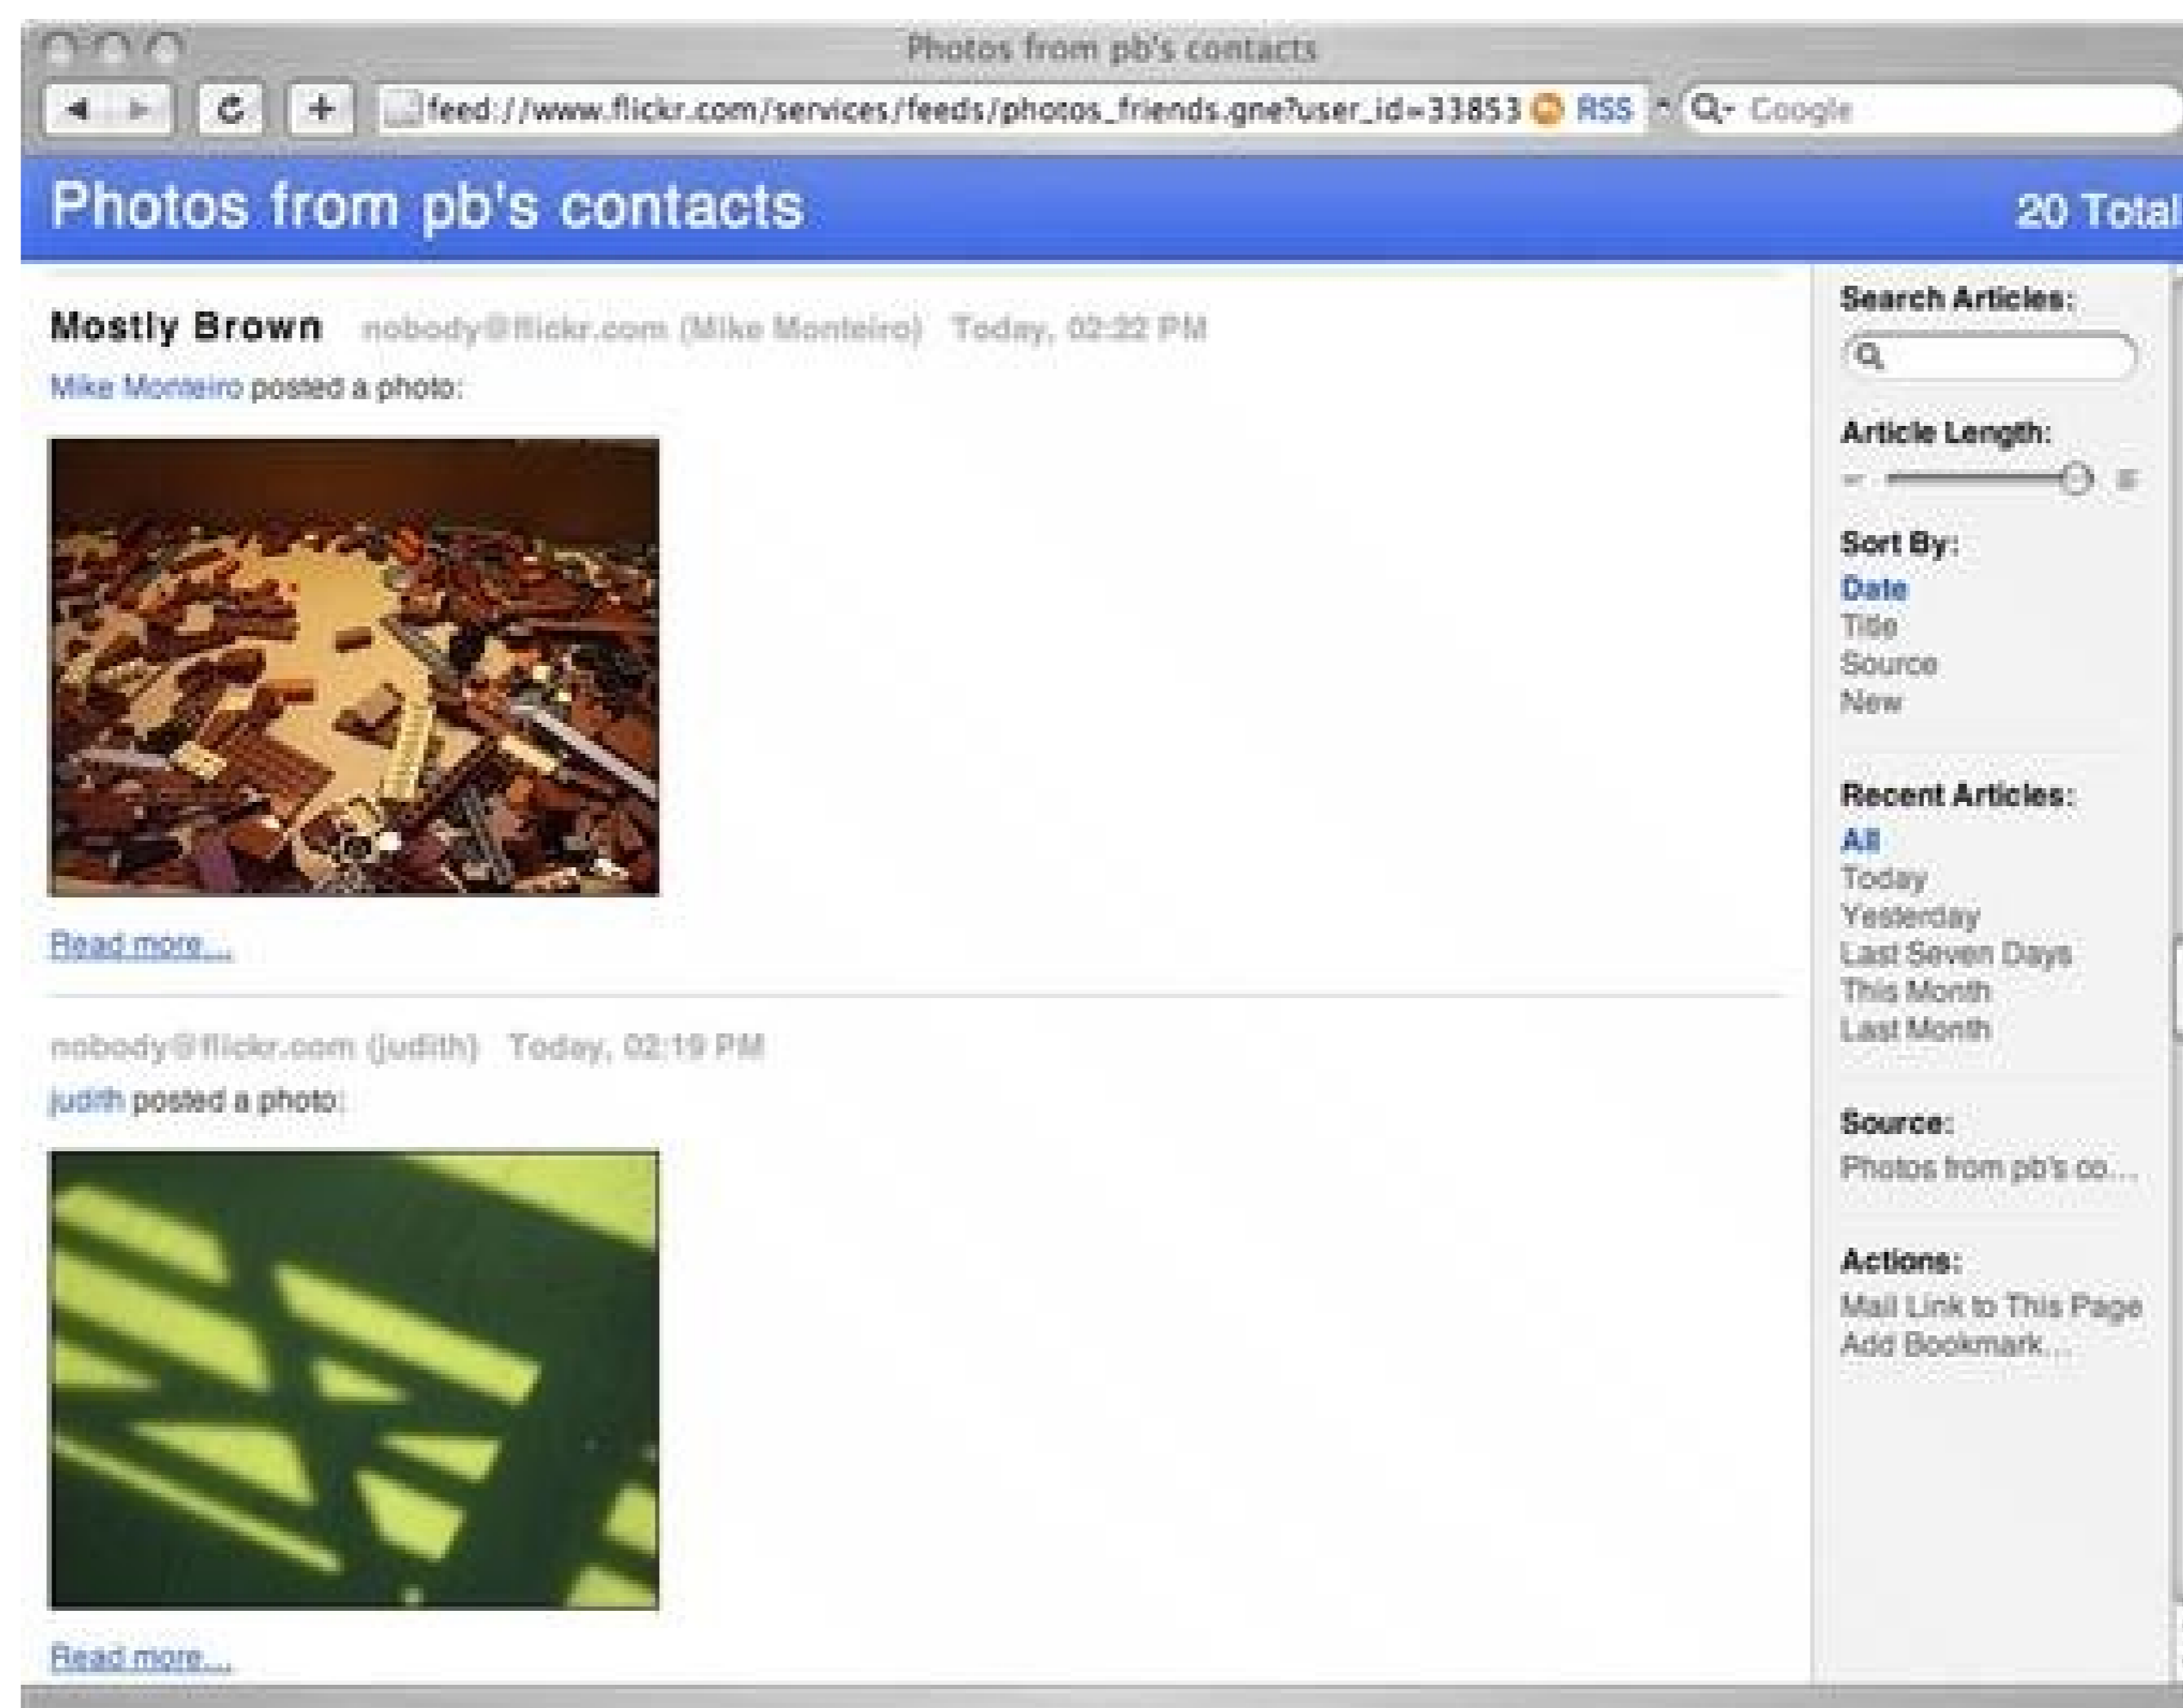 Photos from pb's contacts
feed://www.flickr.com/services/feeds/photos_friends.gne?user_id=33853 RSS Google
Photos from pb's contacts 20 Total
Mostly Brown nobody@flickr.com (Mike Monteiro) Today, 02:22 PM
Mike Monteiro posted a photo:
Read more...
nobody@flickr.com (judith) Today, 02:19 PM
judith posted a photo:
Read more...
Search Articles:
Article Length:
Sort By:
Date
Title
Source
New
Recent Articles:
All
Today
Yesterday
Last Seven Days
This Month
Last Month
Source:
Photos from pb's co...
Actions:
Mail Link to This Page
Add Bookmark...